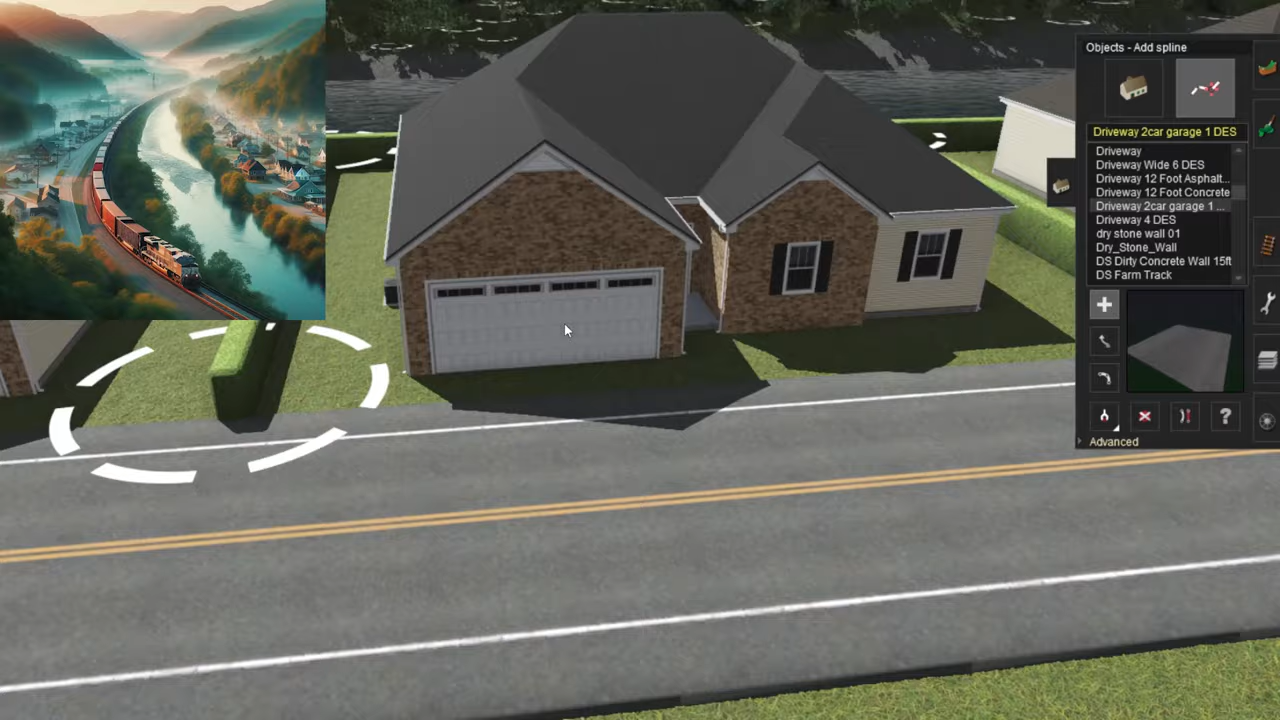 Objects - Add spline
Driveway 2car garage 1 DES
Driveway
Driveway Wide 6 DES
Driveway 12 Foot Asphalt...
Driveway 12 Foot Concrete
Driveway 2car garage 1 ...
Driveway 4 DES
dry stone wall 01
Dry_Stone_Wall
DS Dirty Concrete Wall 15ft
DS Farm Track
?
Advanced